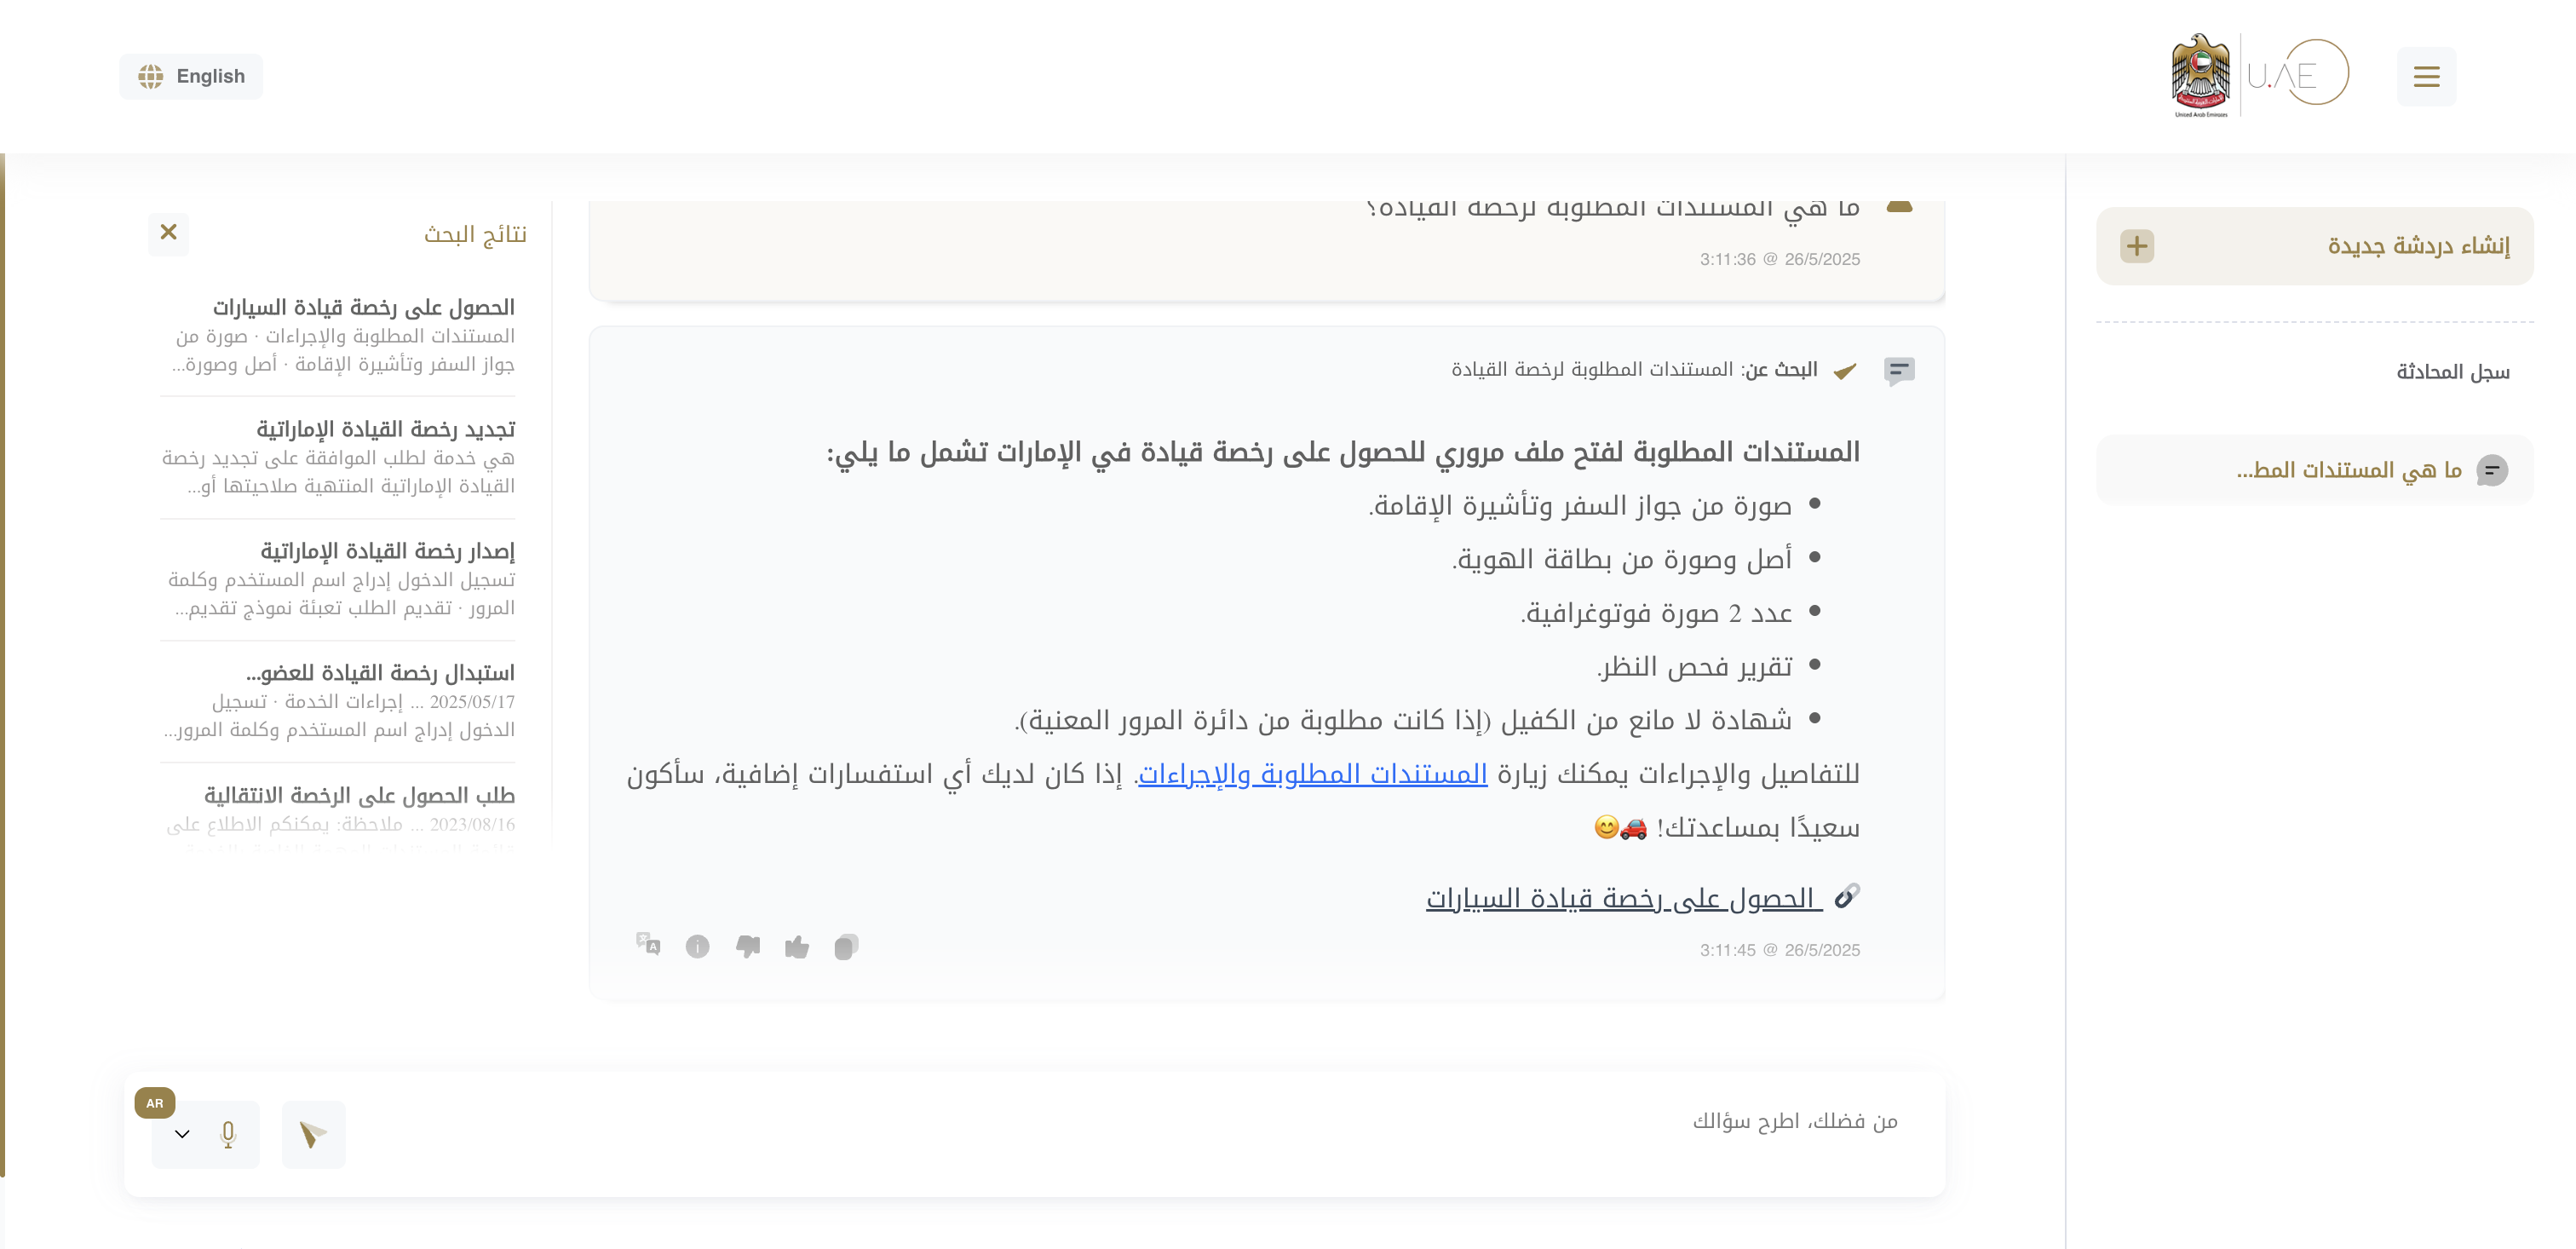 English
United Arab Emirates
U.AE
إنشاء دردشة جديدة
سجل المحادثة
ما هي المستندات المط...
ما هي المستندات المطلوبة لرخصة القيادة؟
26/5/2025 @ 3:11:36
البحث عن: المستندات المطلوبة لرخصة القيادة
المستندات المطلوبة لفتح ملف مروري للحصول على رخصة قيادة في الإمارات تشمل ما يلي:
• صورة من جواز السفر وتأشيرة الإقامة.
• أصل وصورة من بطاقة الهوية.
• عدد 2 صورة فوتوغرافية.
• تقرير فحص النظر.
• شهادة لا مانع من الكفيل (إذا كانت مطلوبة من دائرة المرور المعنية).
للتفاصيل والإجراءات يمكنك زيارة المستندات المطلوبة والإجراءات. إذا كان لديك أي استفسارات إضافية، سأكون
سعيدًا بمساعدتك! 🚗😊
🔗 الحصول على رخصة قيادة السيارات
26/5/2025 @ 3:11:45
نتائج البحث
الحصول على رخصة قيادة السيارات
المستندات المطلوبة والإجراءات · صورة من
جواز السفر وتأشيرة الإقامة · أصل وصورة...
تجديد رخصة القيادة الإماراتية
هي خدمة لطلب الموافقة على تجديد رخصة
القيادة الإماراتية المنتهية صلاحيتها أو...
إصدار رخصة القيادة الإماراتية
تسجيل الدخول إدراج اسم المستخدم وكلمة
المرور · تقديم الطلب تعبئة نموذج تقديم...
استبدال رخصة القيادة للعضو...
2025/05/17 ... إجراءات الخدمة · تسجيل
الدخول إدراج اسم المستخدم وكلمة المرور...
طلب الحصول على الرخصة الانتقالية
2023/08/16 ... ملاحظة: يمكنكم الاطلاع على
من فضلك، اطرح سؤالك
AR